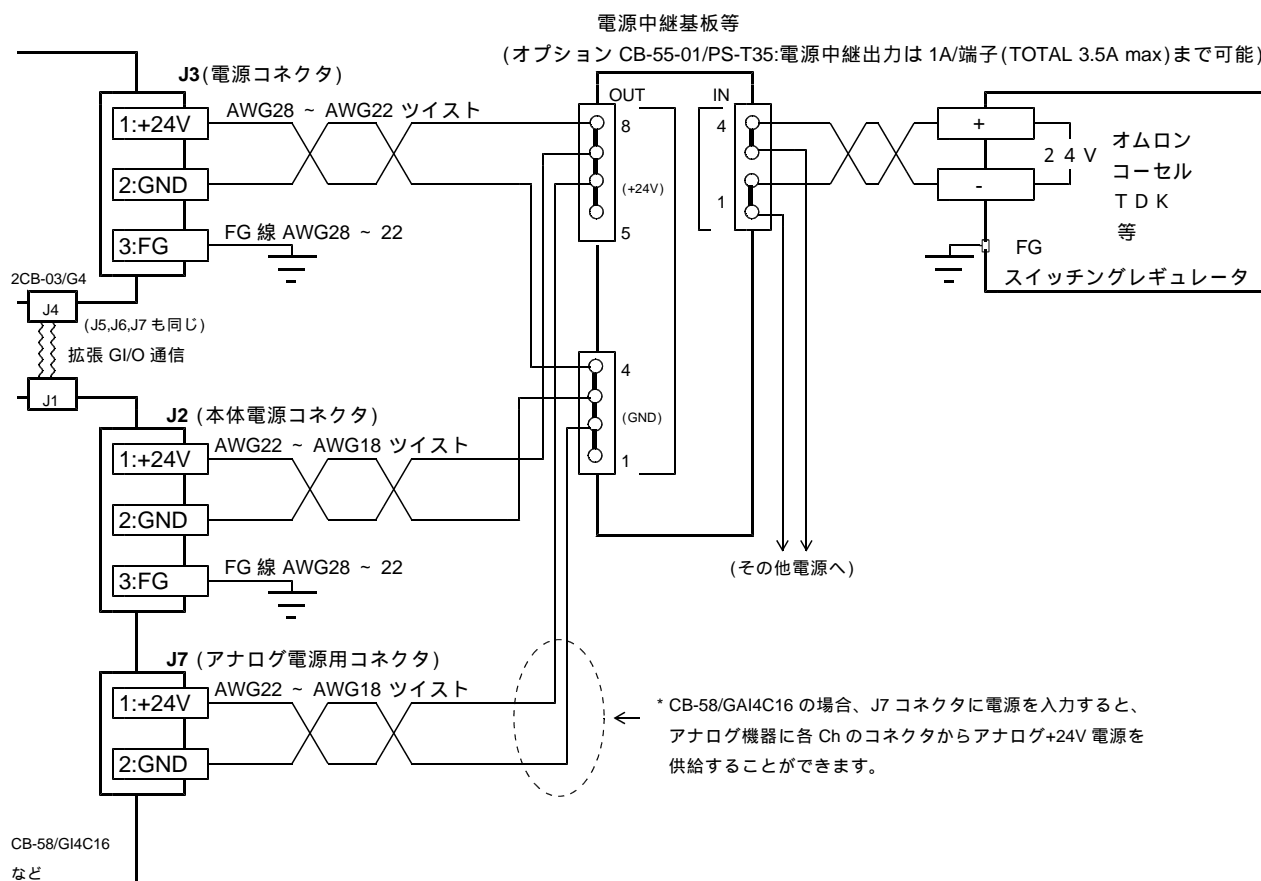 電源中継基板等
(オプション CB-55-01/PS-T35:電源中継出力は 1A/端子(TOTAL 3.5A max)まで可能)
J3(電源コネクタ)
1:+24V
AWG28 ~ AWG22 ツイスト
2:GND
3:FG
FG 線 AWG28 ~ 22
OUT
8
(+24V)
5
IN
4
1
+
-
２４V
オムロン
コーセル
ＴＤＫ
等
FG
スイッチングレギュレータ
2CB-03/G4
J4
(J5,J6,J7 も同じ)
拡張 GI/O 通信
J1
4
(GND)
1
J2 (本体電源コネクタ)
1:+24V
AWG22 ~ AWG18 ツイスト
2:GND
3:FG
FG 線 AWG28 ~ 22
(その他電源へ)
J7 (アナログ電源用コネクタ)
1:+24V
AWG22 ~ AWG18 ツイスト
2:GND
* CB-58/GAI4C16 の場合、J7 コネクタに電源を入力すると、
アナログ機器に各 Ch のコネクタからアナログ+24V 電源を
供給することができます。
CB-58/GI4C16
など